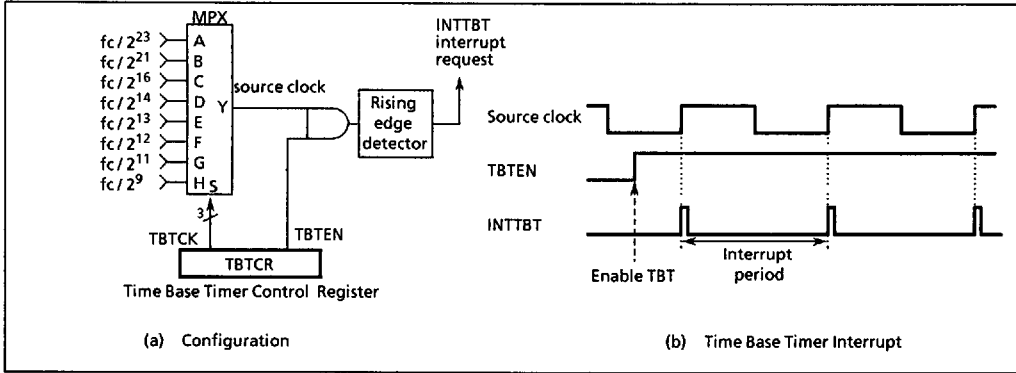 MPX
fc / 2^23 A
fc / 2^21 B
fc / 2^16 C
fc / 2^14 D
fc / 2^13 E
fc / 2^12 F
fc / 2^11 G
fc / 2^9 H
Y
S
source clock
3
TBTCK
TBTEN
TBTCR
Time Base Timer Control Register
Rising
edge
detector
INTTBT
interrupt
request
(a) Configuration
Source clock
TBTEN
INTTBT
Enable TBT
Interrupt
period
(b) Time Base Timer Interrupt